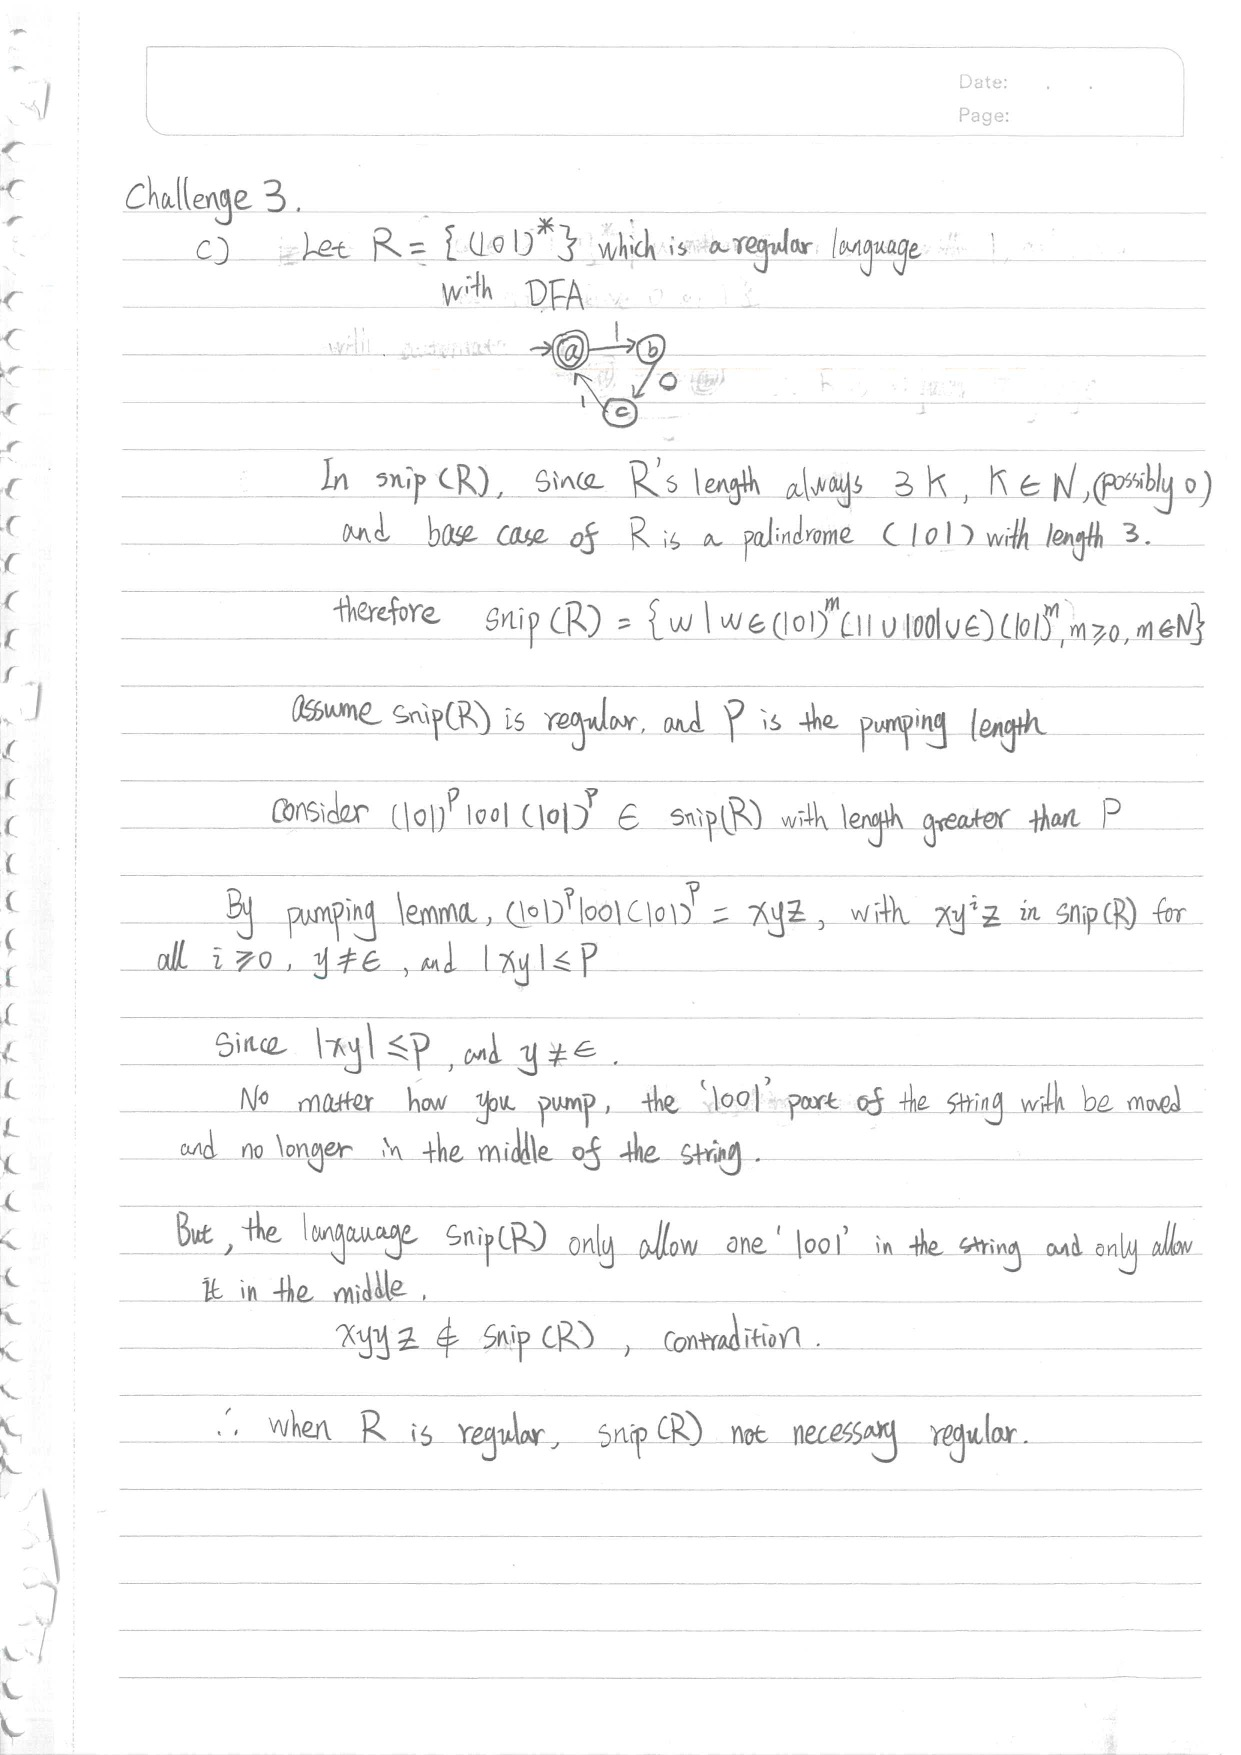 Date: . .
Page:
Challenge 3.
c) Let R = {(101)*} which is a regular language
with DFA
a 1 b
0
1 c
In snip(R), since R's length always 3K, K ∈ N, (possibly 0)
and base case of R is a palindrome (101) with length 3.
therefore snip(R) = {w | w ∈ (101)^m (11 ∪ 1001 ∪ ∈) (101)^m, m ≥ 0, m ∈ N}
assume snip(R) is regular, and P is the pumping length
consider (101)^P 1001 (101)^P ∈ snip(R) with length greater than P
By pumping lemma, (101)^P 1001 (101)^P = xyz, with xy^i z in snip(R) for
all i ≥ 0, y ≠ ∈, and |xy| ≤ P
Since |xy| ≤ P, and y ≠ ∈.
No matter how you pump, the '1001' part of the string with be moved
and no longer in the middle of the string.
But, the langauage snip(R) only allow one '1001' in the string and only allow
it in the middle.
xyyz ∉ snip(R), contradition.
∴ when R is regular, snip(R) not necessary regular.